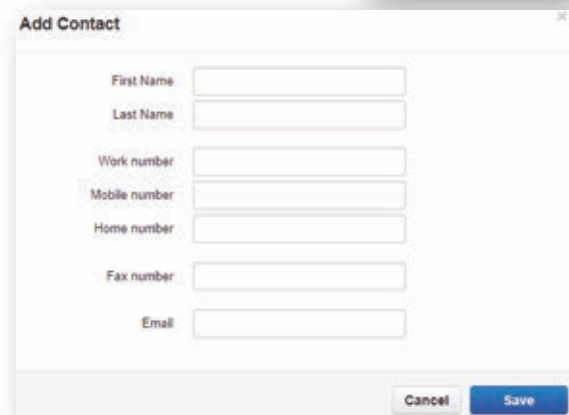 Add Contact
First Name
Last Name
Work number
Mobile number
Home number
Fax number
Email
Cancel Save